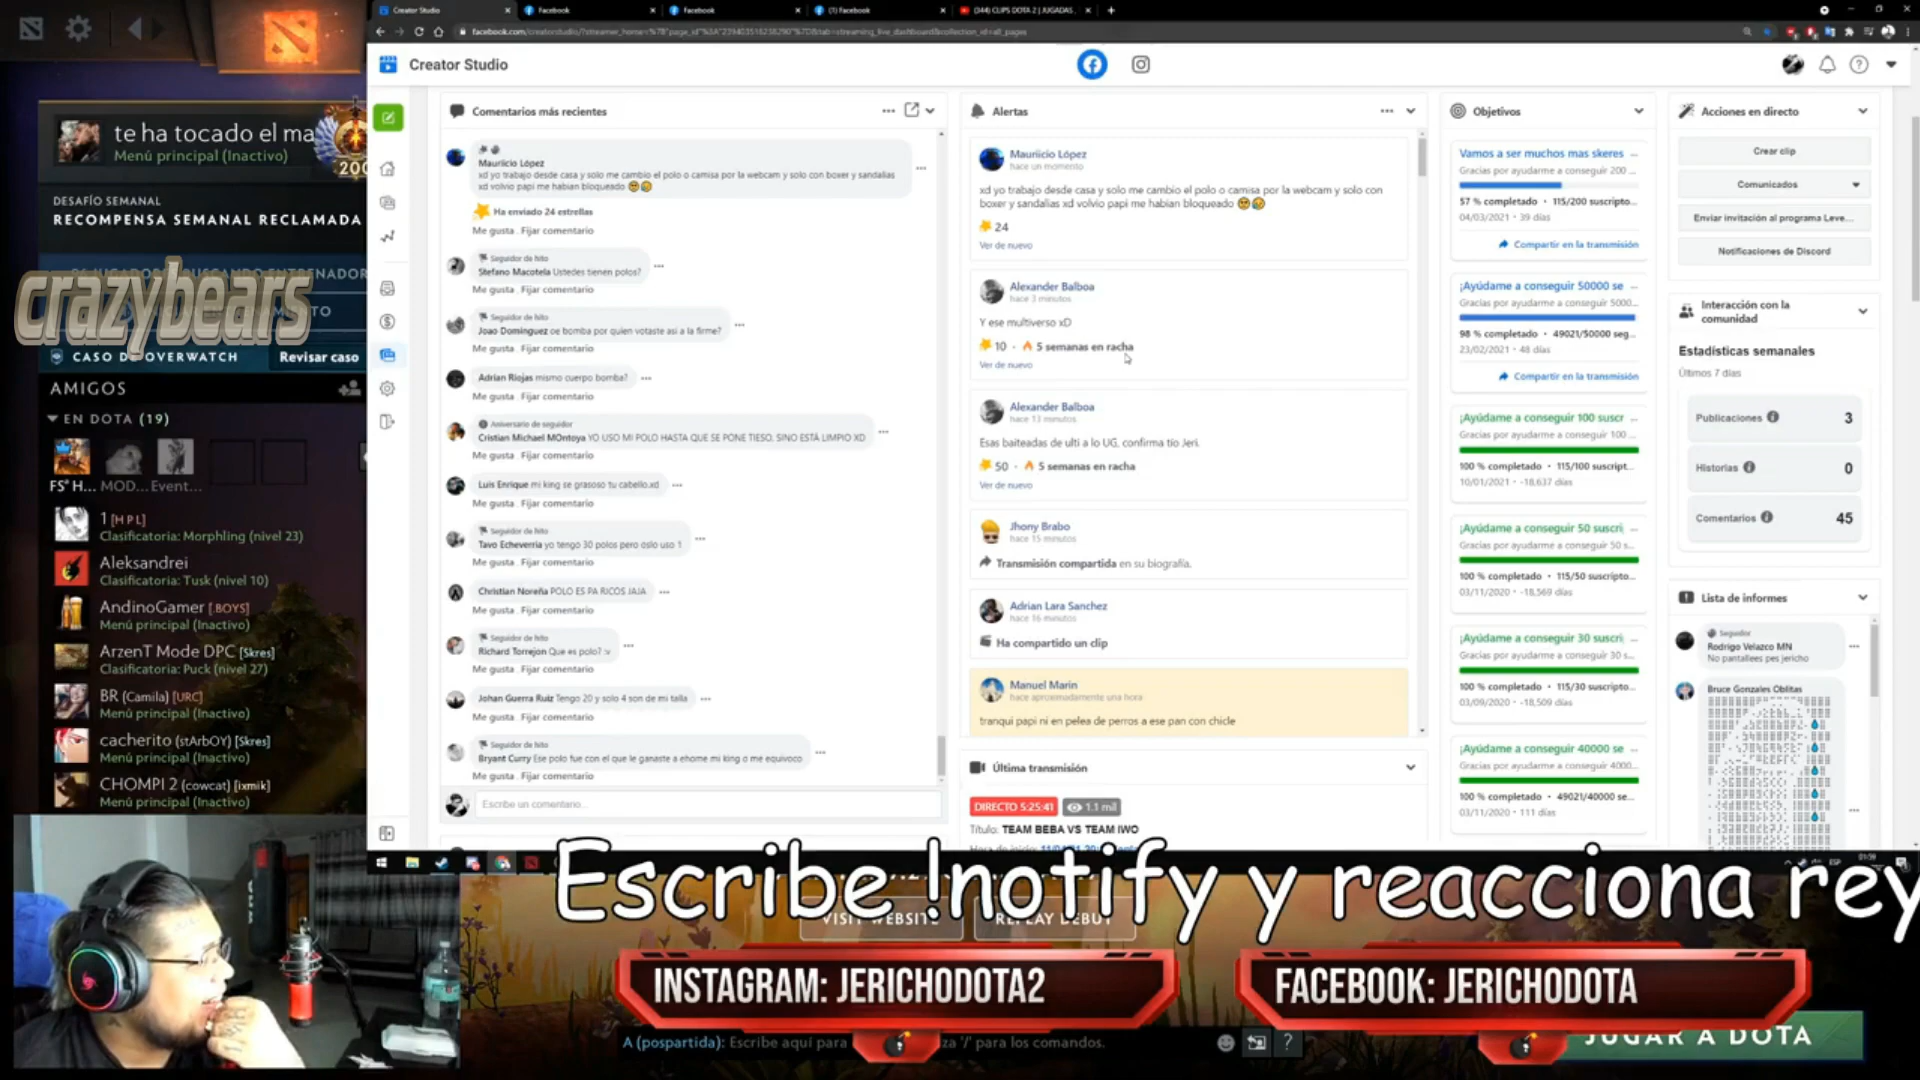 Creator Studio
Facebook
Facebook
(1) Facebook
(344) CLIPS DOTA 2 | JUGADAS
Creator Studio
te ha tocado el ma
Menú principal (Inactivo)
200
DESAFÍO SEMANAL
RECOMPENSA SEMANAL RECLAMADA
crazybears
CASO DE OVERWATCH
Revisar caso
AMIGOS
EN DOTA (19)
FS* H... MOD... Event...
1 [HPL]
Clasificatoria: Morphling (nivel 23)
Aleksandrei
Clasificatoria: Tusk (nivel 10)
AndinoGamer [.BOYS]
Menú principal (Inactivo)
ArzenT Mode DPC [Skres]
Clasificatoria: Puck (nivel 27)
BR (Camila) [URC]
Menú principal (Inactivo)
cacherito (stArbOY) [Skres]
Menú principal (Inactivo)
CHOMPI 2 (cowcat) [ixmik]
Menú principal (Inactivo)
Comentarios más recientes
Mauriicio López
xd yo trabajo desde casa y solo me cambio el polo o camisa por la webcam y solo con boxer y sandalias
xd volvio papi me habian bloqueado
Ha enviado 24 estrellas
Me gusta . Fijar comentario
Seguidor de hito
Stefano Macotela Ustedes tienen polos?
Me gusta . Fijar comentario
Seguidor de hito
Joao Dominguez oe bomba por quien votaste asi a la firme?
Me gusta . Fijar comentario
Adrian Riojas mismo cuerpo bomba?
Me gusta . Fijar comentario
Aniversario de seguidor
Cristian Michael MOntoya YO USO MI POLO HASTA QUE SE PONE TIESO. SINO ESTÁ LIMPIO XD
Me gusta . Fijar comentario
Luis Enrique mi king se grasoso tu cabello.xd
Me gusta . Fijar comentario
Seguidor de hito
Tavo Echeverria yo tengo 30 polos pero oslo uso 1
Me gusta . Fijar comentario
Christian Noreña POLO ES PA RICOS JAJA
Me gusta . Fijar comentario
Seguidor de hito
Richard Torrejon Que es polo? :v
Me gusta . Fijar comentario
Johan Guerra Ruiz Tengo 20 y solo 4 son de mi talla
Me gusta . Fijar comentario
Seguidor de hito
Bryant Curry Ese polo fue con el que le ganaste a ehome mi king o me equivoco
Me gusta . Fijar comentario
Escribe un comentario...
Alertas
Mauriicio López
hace un momento
xd yo trabajo desde casa y solo me cambio el polo o camisa por la webcam y solo con
boxer y sandalias xd volvio papi me habian bloqueado
24
Ver de nuevo
Alexander Balboa
hace 3 minutos
Y ese multiverso xD
10 · 5 semanas en racha
Ver de nuevo
Alexander Balboa
hace 13 minutos
Esas baiteadas de ulti a lo UG, confirma tío Jeri.
50 · 5 semanas en racha
Ver de nuevo
Jhony Brabo
hace 15 minutos
Transmisión compartida en su biografía.
Adrian Lara Sanchez
hace 16 minutos
Ha compartido un clip
Manuel Marin
hace aproximadamente una hora
tranqui papi ni en pelea de perros a ese pan con chicle
Última transmisión
DIRECTO 5:25:41 1.1 mil
Título: TEAM BEBA VS TEAM IWO
Objetivos
Vamos a ser muchos mas skeres
Gracias por ayudarme a conseguir 200 ...
57 % completado · 115/200 suscripto...
04/03/2021 · 39 días
Compartir en la transmisión
¡Ayúdame a conseguir 50000 se
Gracias por ayudarme a conseguir 5000...
98 % completado · 49021/50000 seg...
23/02/2021 · 48 días
Compartir en la transmisión
¡Ayúdame a conseguir 100 suscr
Gracias por ayudarme a conseguir 100 ...
100 % completado · 115/100 suscript...
10/01/2021 · -18,637 días
¡Ayúdame a conseguir 50 suscri
Gracias por ayudarme a conseguir 50 s...
100 % completado · 115/50 suscripto...
03/11/2020 · -18,569 días
¡Ayúdame a conseguir 30 suscri
Gracias por ayudarme a conseguir 30 s...
100 % completado · 115/30 suscripto...
03/09/2020 · -18,509 días
¡Ayúdame a conseguir 40000 se
Gracias por ayudarme a conseguir 4000...
100 % completado · 49021/40000 se...
03/11/2020 · 111 días
Acciones en directo
Crear clip
Comunicados
Enviar invitación al programa Leve...
Notificaciones de Discord
Interacción con la
comunidad
Estadísticas semanales
Últimos 7 días
Publicaciones 3
Historias 0
Comentarios 45
Lista de informes
Seguidor
Rodrigo Velazco MN
No pantallees pes jericho
Bruce Gonzales Oblitas
01:59
Escribe !notify y reacciona rey
VISIT WEBSITE
REPLAY DEBUT
INSTAGRAM: JERICHODOTA2
FACEBOOK: JERICHODOTA
A (pospartida): Escribe aquí para
za '/' para los comandos.
JUGAR A DOTA